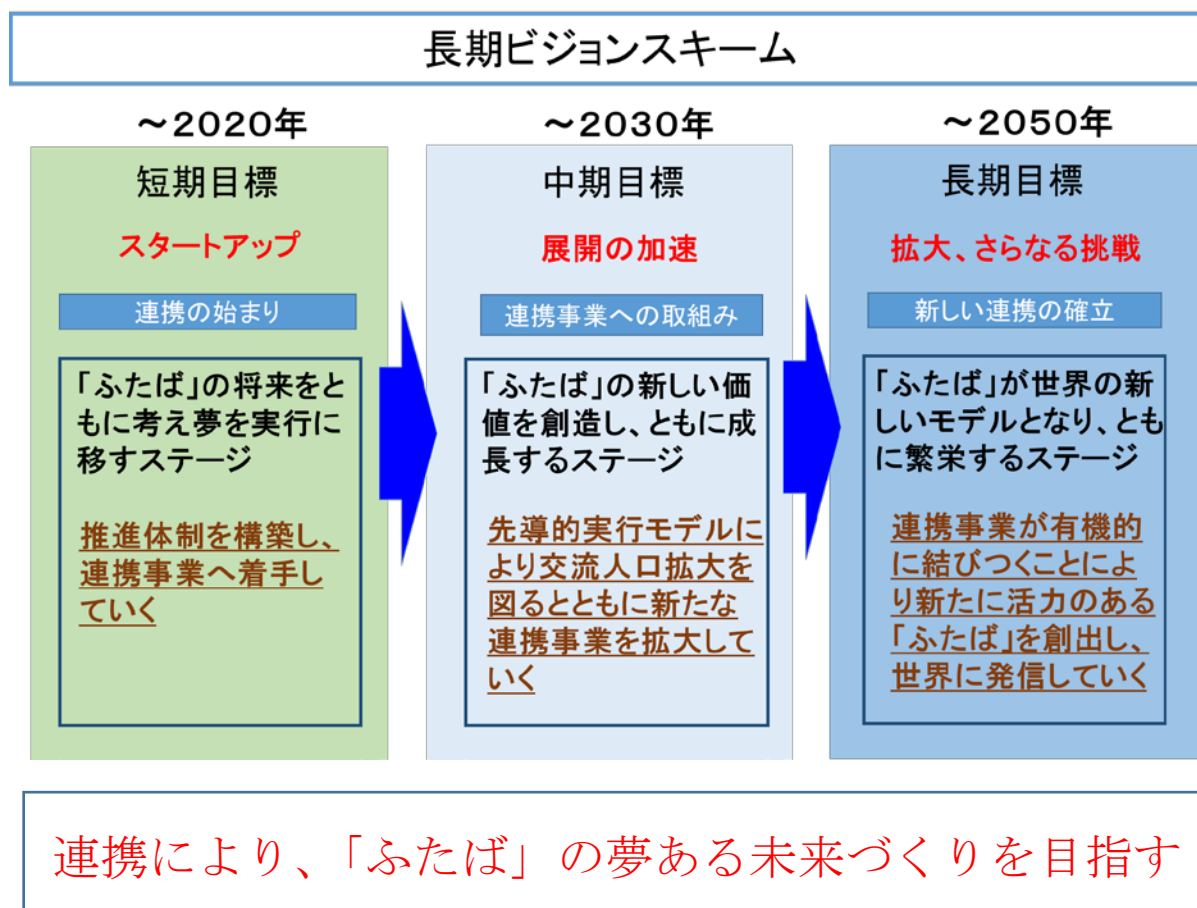 長期ビジョンスキーム
～2020年
短期目標
スタートアップ
連携の始まり
「ふたば」の将来をと
もに考え夢を実行に
移すステージ
推進体制を構築し、
連携事業へ着手し
ていく
～2030年
中期目標
展開の加速
連携事業への取組み
「ふたば」の新しい価
値を創造し、ともに成
長するステージ
先導的実行モデルに
より交流人口拡大を
図るとともに新たな
連携事業を拡大して
いく
～2050年
長期目標
拡大、さらなる挑戦
新しい連携の確立
「ふたば」が世界の新
しいモデルとなり、とも
に繁栄するステージ
連携事業が有機的
に結びつくことによ
り新たに活力のある
「ふたば」を創出し、
世界に発信していく
連携により、「ふたば」の夢ある未来づくりを目指す